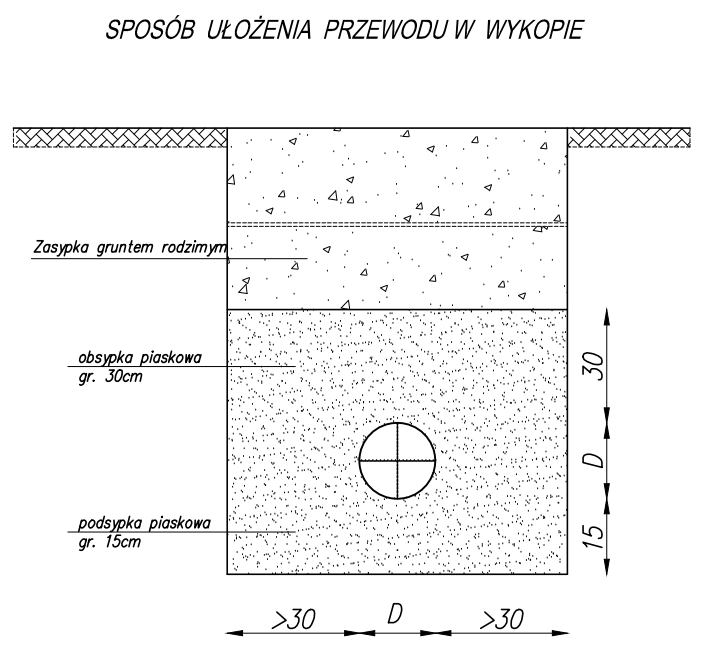 SPOSÓB UŁOŻENIA PRZEWODU W WYKOPIE
Zasypka gruntem rodzimym
obsypka piaskowa
gr. 30cm
30
D
podsypka piaskowa
gr. 15cm
15
>30
D
>30